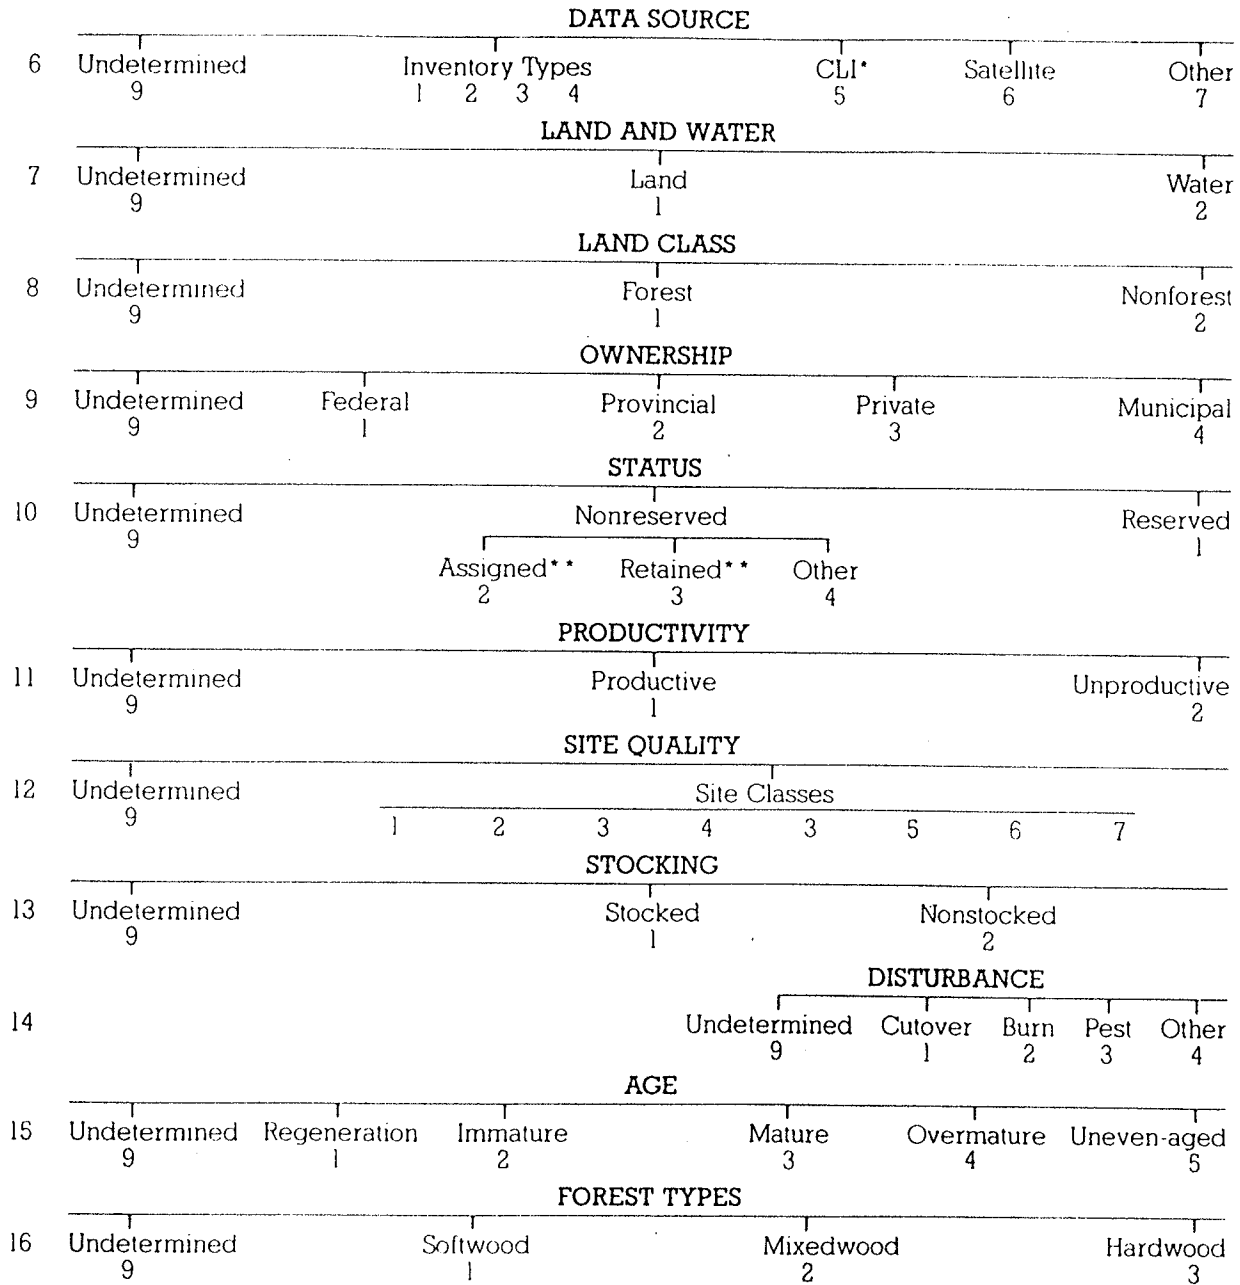 DATA SOURCE
6 Undetermined Inventory Types CLI* Satellite Other
9 1 2 3 4 5 6 7
LAND AND WATER
7 Undetermined Land Water
9 1 2
LAND CLASS
8 Undetermined Forest Nonforest
9 1 2
OWNERSHIP
9 Undetermined Federal Provincial Private Municipal
9 1 2 3 4
STATUS
10 Undetermined Nonreserved Reserved
9 1
Assigned** Retained** Other
2 3 4
PRODUCTIVITY
11 Undetermined Productive Unproductive
9 1 2
SITE QUALITY
12 Undetermined Site Classes
9 1 2 3 4 3 5 6 7
STOCKING
13 Undetermined Stocked Nonstocked
9 1 2
DISTURBANCE
14 Undetermined Cutover Burn Pest Other
9 1 2 3 4
AGE
15 Undetermined Regeneration Immature Mature Overmature Uneven-aged
9 1 2 3 4 5
FOREST TYPES
16 Undetermined Softwood Mixedwood Hardwood
9 1 2 3